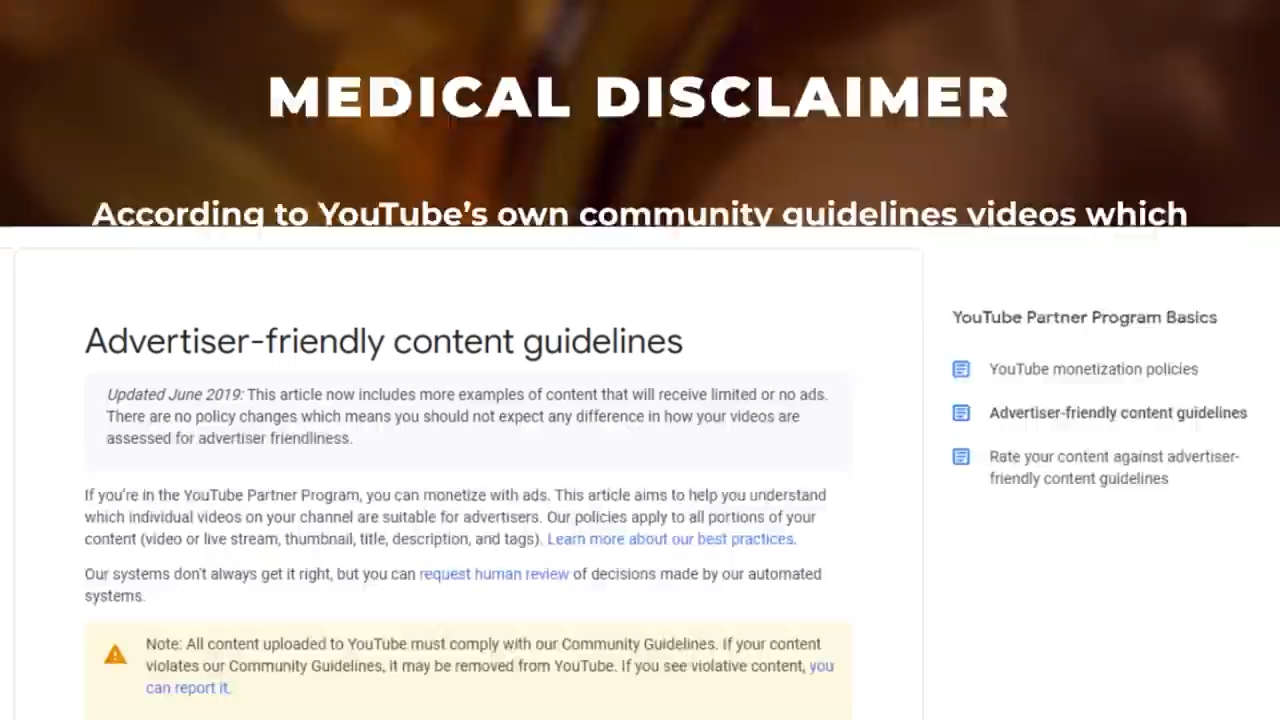 MEDICAL DISCLAIMER
According to YouTube's own community guidelines videos which
Advertiser-friendly content guidelines
Updated June 2019: This article now includes more examples of content that will receive limited or no ads.
There are no policy changes which means you should not expect any difference in how your videos are
assessed for advertiser friendliness.
If you're in the YouTube Partner Program, you can monetize with ads. This article aims to help you understand
which individual videos on your channel are suitable for advertisers. Our policies apply to all portions of your
content (video or live stream, thumbnail, title, description, and tags). Learn more about our best practices.
Our systems don't always get it right, but you can request human review of decisions made by our automated
systems.
Note: All content uploaded to YouTube must comply with our Community Guidelines. If your content
violates our Community Guidelines, it may be removed from YouTube. If you see violative content, you
can report it.
YouTube Partner Program Basics
YouTube monetization policies
Advertiser-friendly content guidelines
Rate your content against advertiser-
friendly content guidelines